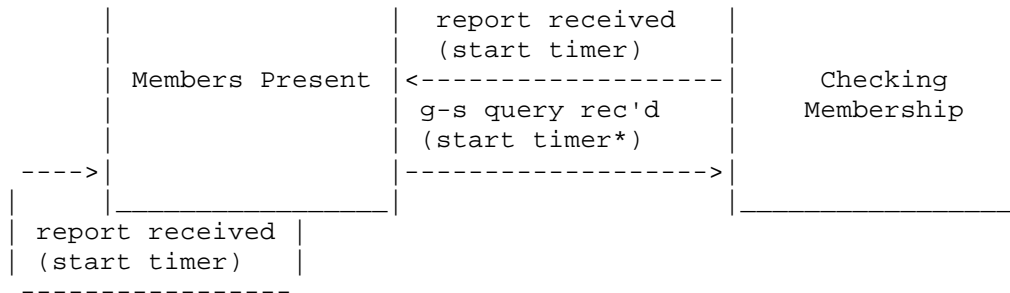 report received
(start timer)
Members Present
Checking
Membership
g-s query rec'd
(start timer*)
report received
(start timer)